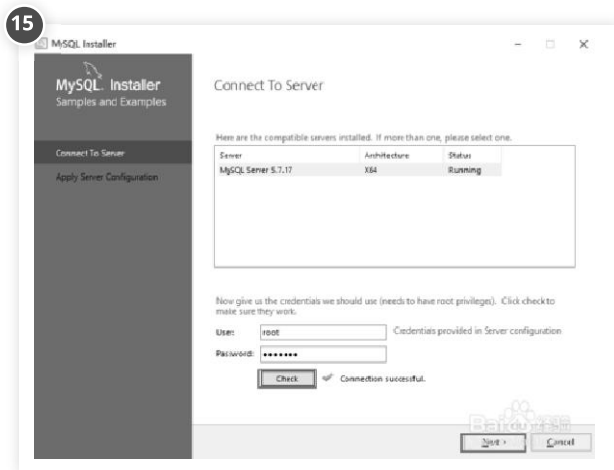 15
MySQL Installer
MySQL. Installer
Samples and Examples
Connect To Server
Apply Server Configuration
Connect To Server
Here are the compatible servers installed. If more than one, please select one.
Server Architecture Status
MySQL Server 5.7.17 X64 Running
Now give us the credentials we should use (needs to have root privileges). Click check to
make sure they work.
User: root Credentials provided in Server configuration
Password: •••••••
Check Connection successful.
Next > Cancel